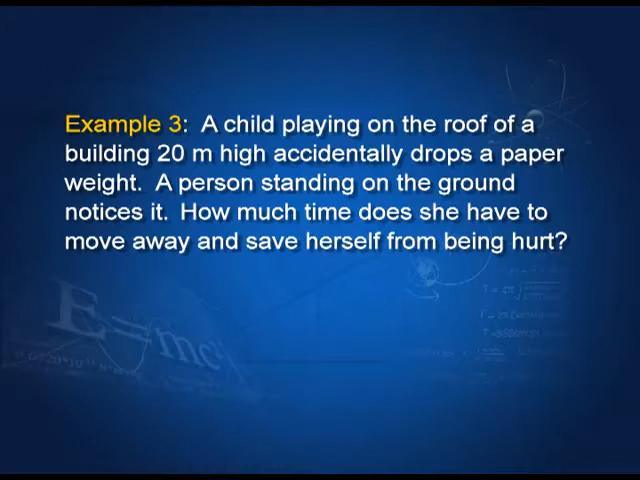 Example 3: A child playing on the roof of a
building 20 m high accidentally drops a paper
weight. A person standing on the ground
notices it. How much time does she have to
move away and save herself from being hurt?
E=mc²